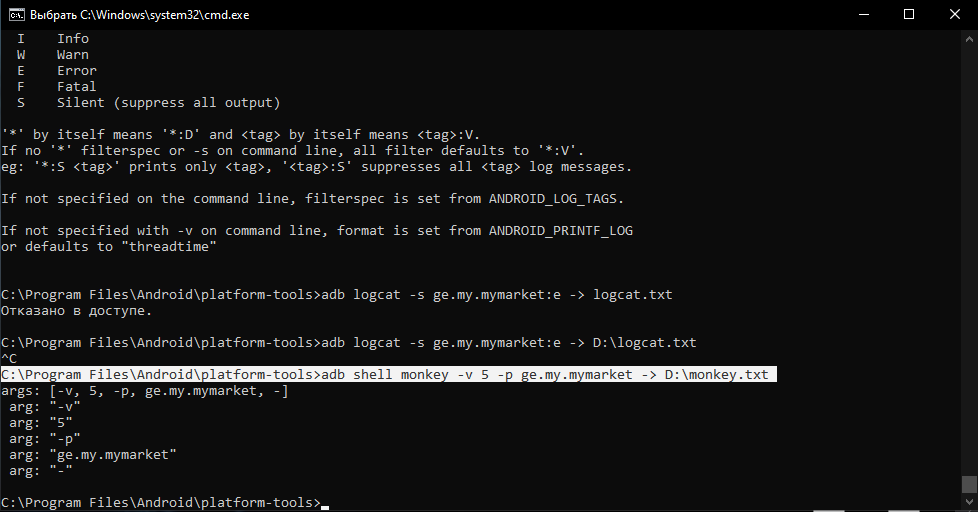 Выбрать C:\Windows\system32\cmd.exe
I    Info
W    Warn
E    Error
F    Fatal
S    Silent (suppress all output)
'*' by itself means '*:D' and <tag> by itself means <tag>:V.
If no '*' filterspec or -s on command line, all filter defaults to '*:V'.
eg: '*:S <tag>' prints only <tag>, '<tag>:S' suppresses all <tag> log messages.
If not specified on the command line, filterspec is set from ANDROID_LOG_TAGS.
If not specified with -v on command line, format is set from ANDROID_PRINTF_LOG
or defaults to "threadtime"
C:\Program Files\Android\platform-tools>adb logcat -s ge.my.mymarket:e -> logcat.txt
Отказано в доступе.
C:\Program Files\Android\platform-tools>adb logcat -s ge.my.mymarket:e -> D:\logcat.txt
^C
C:\Program Files\Android\platform-tools>adb shell monkey -v 5 -p ge.my.mymarket -> D:\monkey.txt
args: [-v, 5, -p, ge.my.mymarket, -]
arg: "-v"
arg: "5"
arg: "-p"
arg: "ge.my.mymarket"
arg: "-"
C:\Program Files\Android\platform-tools>